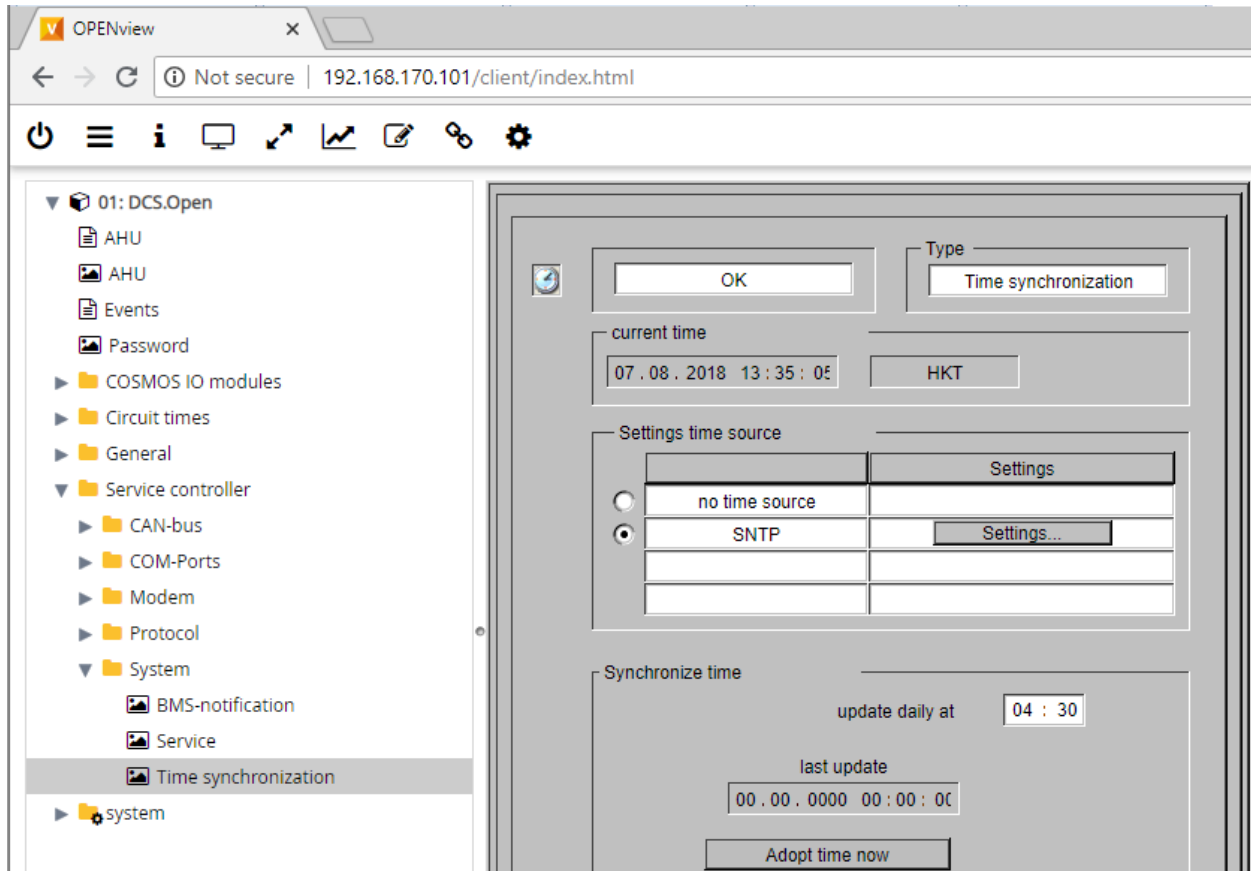 OPENview
Not secure | 192.168.170.101/client/index.html
01: DCS.Open
AHU
AHU
Events
Password
COSMOS IO modules
Circuit times
General
Service controller
CAN-bus
COM-Ports
Modem
Protocol
System
BMS-notification
Service
Time synchronization
system
OK
Type
Time synchronization
current time
07 . 08 . 2018 13 : 35 : 05
HKT
Settings time source
Settings
no time source
SNTP
Settings...
Synchronize time
update daily at
04 : 30
last update
00 . 00 . 0000 00 : 00 : 00
Adopt time now